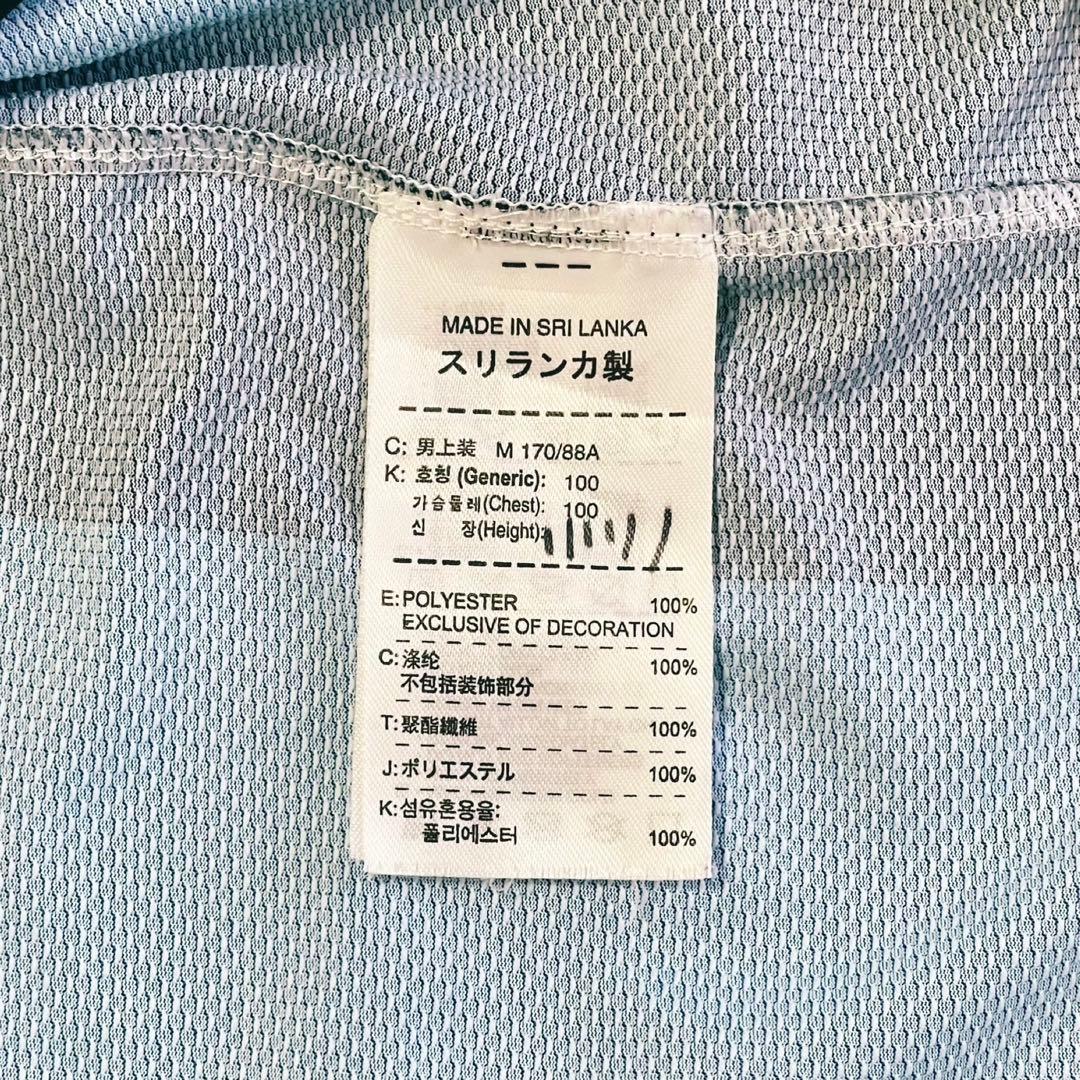 MADE IN SRI LANKA
スリランカ製
C: 男上装 M 170/88A
K: 호칭 (Generic): 100
가슴둘레(Chest): 100
신 장(Height):
E: POLYESTER 100%
EXCLUSIVE OF DECORATION
C: 涤纶 100%
不包括装饰部分
T: 聚酯纖維 100%
J: ポリエステル 100%
K: 섬유혼용율:
폴리에스터 100%